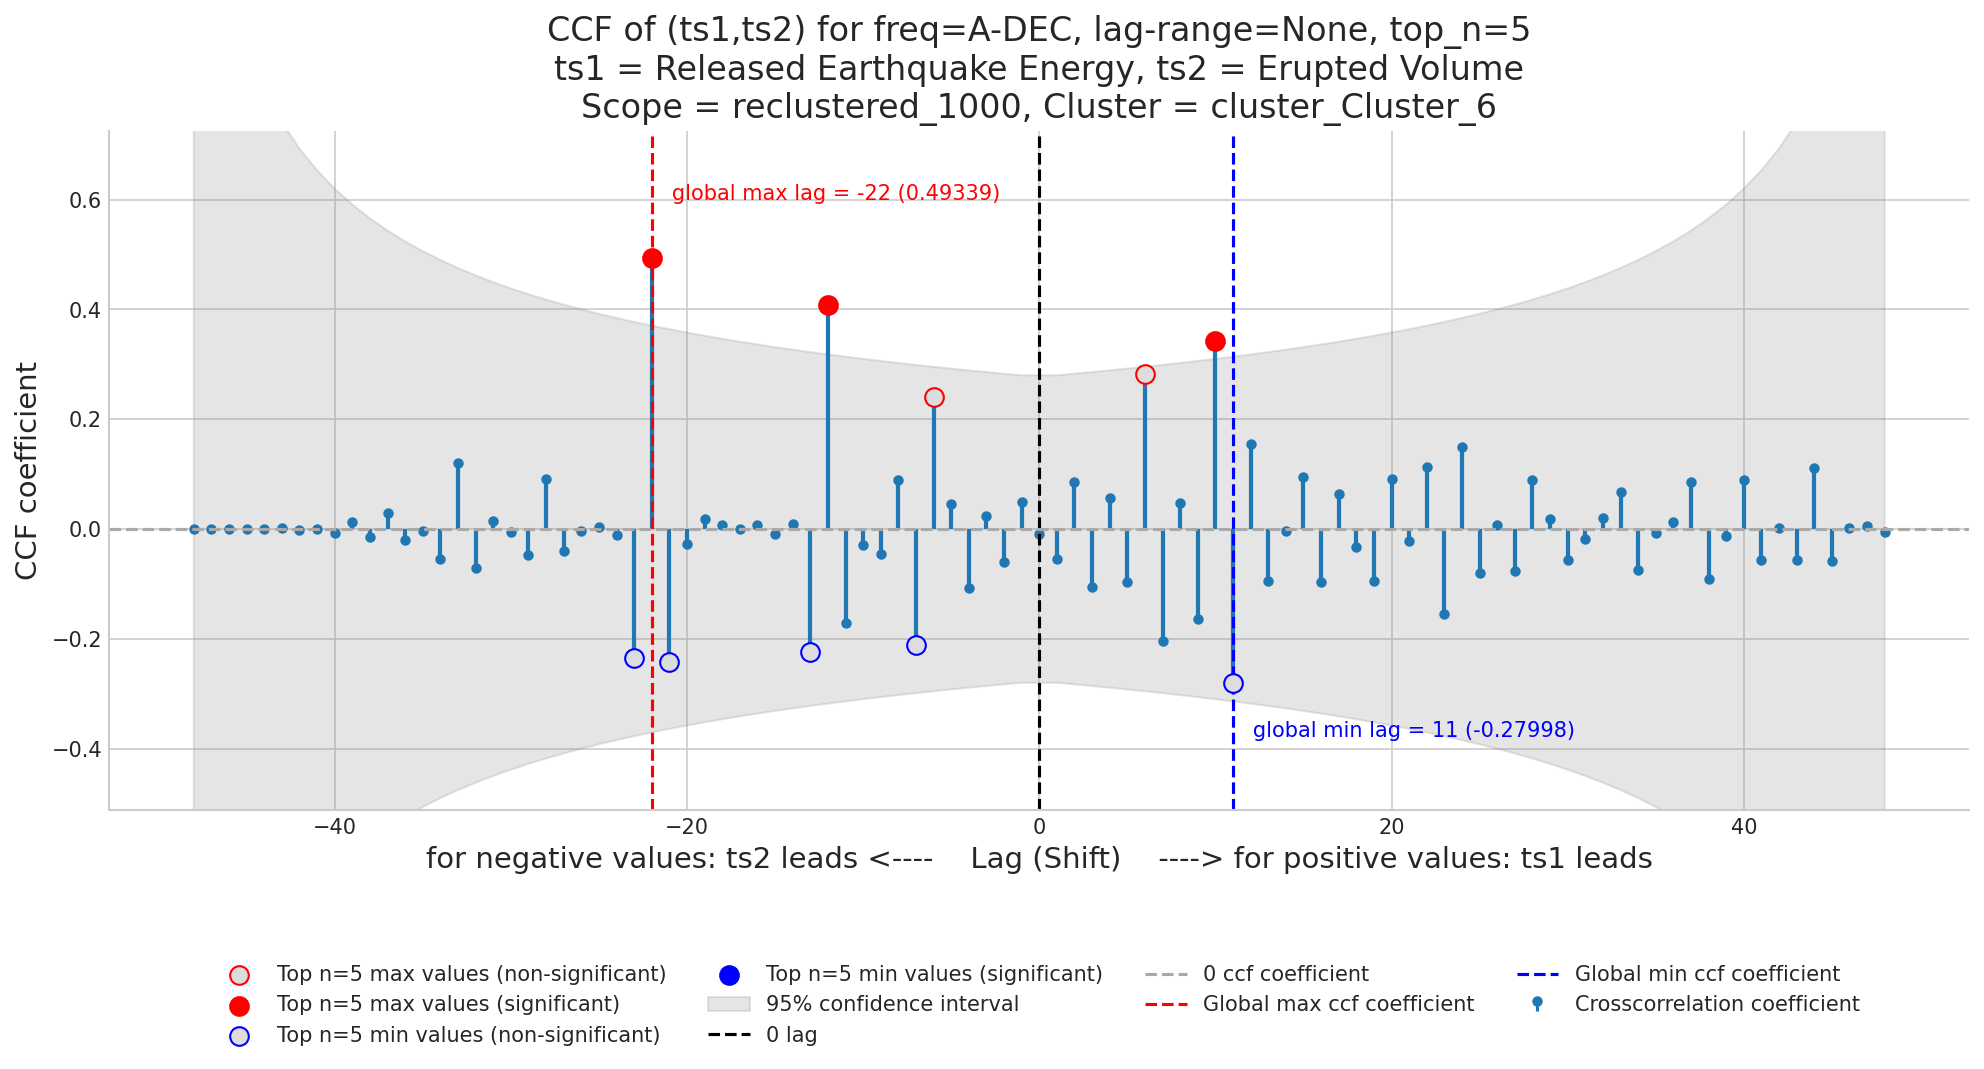 CCF of (ts1,ts2) for freq=A-DEC, lag-range=None, top_n=5
ts1 = Released Earthquake Energy, ts2 = Erupted Volume
Scope = reclustered_1000, Cluster = cluster_Cluster_6
CCF coefficient
0.6
0.4
0.2
0.0
−0.2
−0.4
global max lag = -22 (0.49339)
global min lag = 11 (-0.27998)
−40
−20
0
20
40
for negative values: ts2 leads <---- Lag (Shift) ----> for positive values: ts1 leads
Top n=5 max values (non-significant)
Top n=5 max values (significant)
Top n=5 min values (non-significant)
Top n=5 min values (significant)
95% confidence interval
0 lag
0 ccf coefficient
Global max ccf coefficient
Global min ccf coefficient
Crosscorrelation coefficient